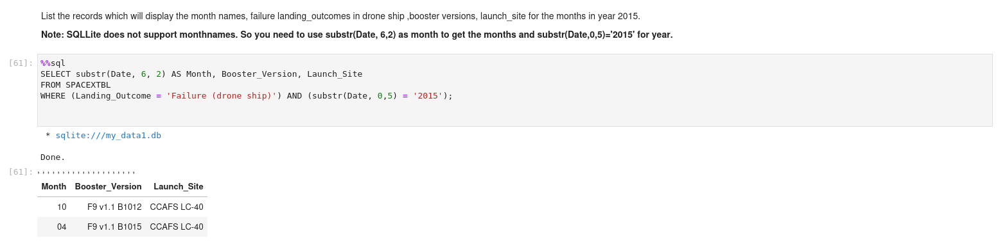 List the records which will display the month names, failure landing_outcomes in drone ship ,booster versions, launch_site for the months in year 2015.
Note: SQLLite does not support monthnames. So you need to use substr(Date, 6,2) as month to get the months and substr(Date,0,5)='2015' for year.
[61]: %%sql
SELECT substr(Date, 6, 2) AS Month, Booster_Version, Launch_Site
FROM SPACEXTBL
WHERE (Landing_Outcome = 'Failure (drone ship)') AND (substr(Date, 0,5) = '2015');
* sqlite:///my_data1.db
Done.
[61]: , , , , , , , , , , , , , , , , , , , ,
Month Booster_Version Launch_Site
10 F9 v1.1 B1012 CCAFS LC-40
04 F9 v1.1 B1015 CCAFS LC-40